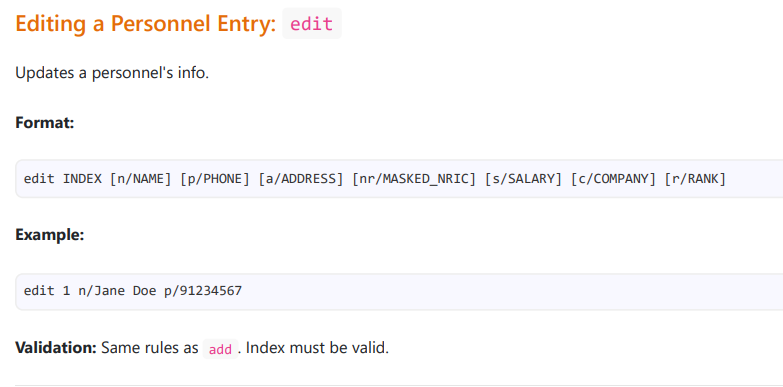 Editing a Personnel Entry: edit
Updates a personnel's info.
Format:
edit INDEX [n/NAME] [p/PHONE] [a/ADDRESS] [nr/MASKED_NRIC] [s/SALARY] [c/COMPANY] [r/RANK]
Example:
edit 1 n/Jane Doe p/91234567
Validation: Same rules as add . Index must be valid.